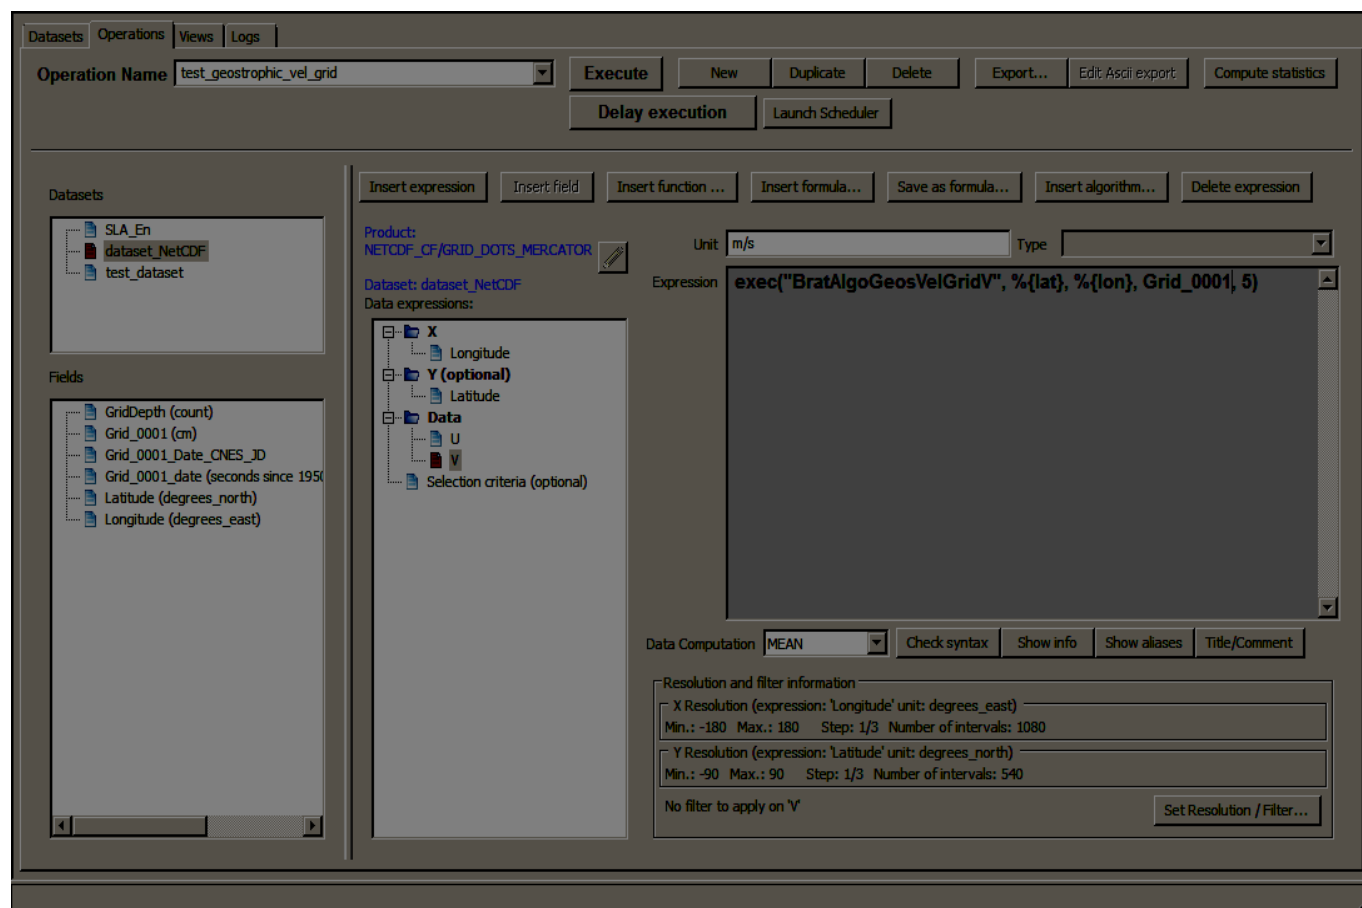 Datasets Operations Views Logs
Operation Name test_geostrophic_vel_grid Execute New Duplicate Delete Export... Edit Ascii export Compute statistics
Delay execution Launch Scheduler
Datasets
SLA_En
dataset_NetCDF
test_dataset
Fields
GridDepth (count)
Grid_0001 (cm)
Grid_0001_Date_CNES_JD
Grid_0001_date (seconds since 1950
Latitude (degrees_north)
Longitude (degrees_east)
Insert expression Insert field Insert function ... Insert formula... Save as formula... Insert algorithm... Delete expression
Product:
NETCDF_CF/GRID_DOTS_MERCATOR
Dataset: dataset_NetCDF
Data expressions:
X
Longitude
Y (optional)
Latitude
Data
U
V
Selection criteria (optional)
Unit m/s Type
Expression exec("BratAlgoGeosVelGridV", %{lat}, %{lon}, Grid_0001, 5)
Data Computation MEAN Check syntax Show info Show aliases Title/Comment
Resolution and filter information
X Resolution (expression: 'Longitude' unit: degrees_east)
Min.: -180 Max.: 180 Step: 1/3 Number of intervals: 1080
Y Resolution (expression: 'Latitude' unit: degrees_north)
Min.: -90 Max.: 90 Step: 1/3 Number of intervals: 540
No filter to apply on 'V'
Set Resolution / Filter...